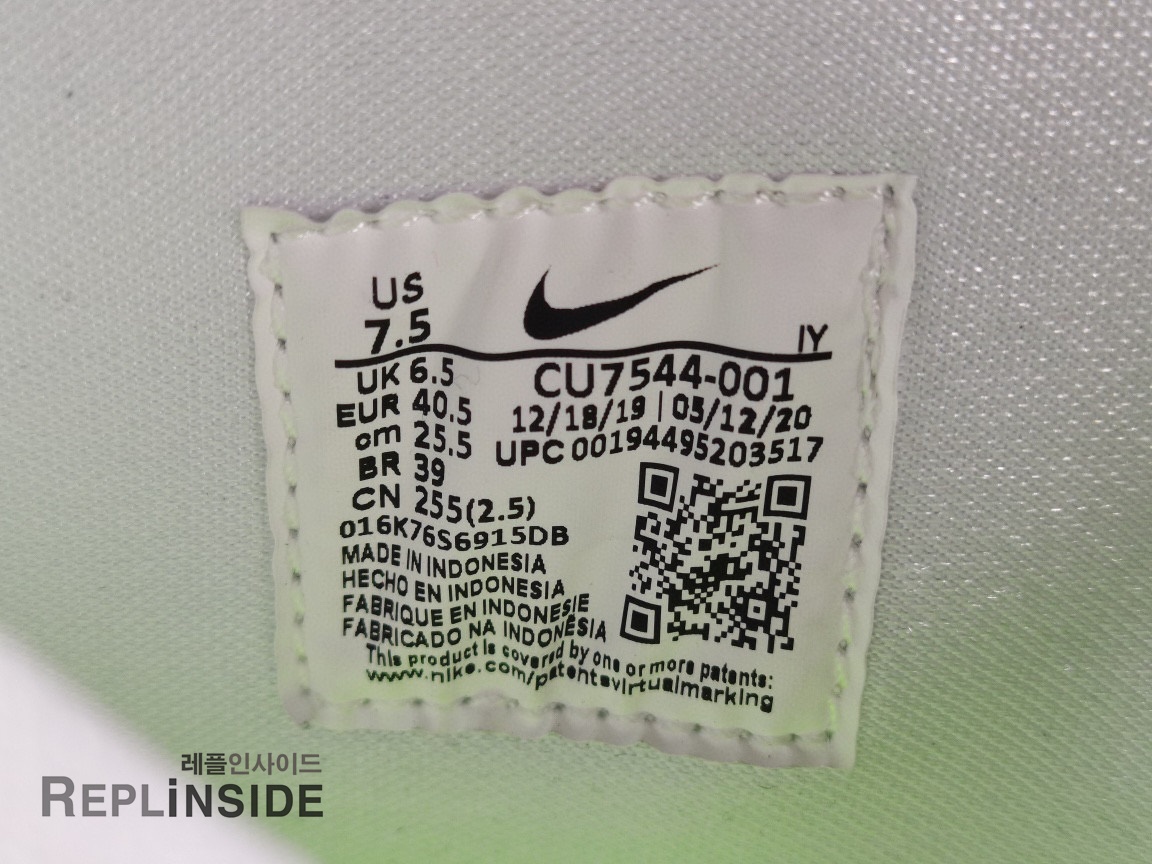 US
7.5
IY
UK 6.5
EUR 40.5
cm 25.5
BR 39
CN 255(2.5)
CU7544-001
12/18/19 | 05/12/20
UPC 00194495203517
016K76S6915DB
MADE IN INDONESIA
HECHO EN INDONESIA
FABRIQUE EN INDONESIE
FABRICADO NA INDONÉSIA
This product is covered by one or more patents:
www.nike.com/patentsvirtualmarking
레플인사이드
REPLiNSIDE